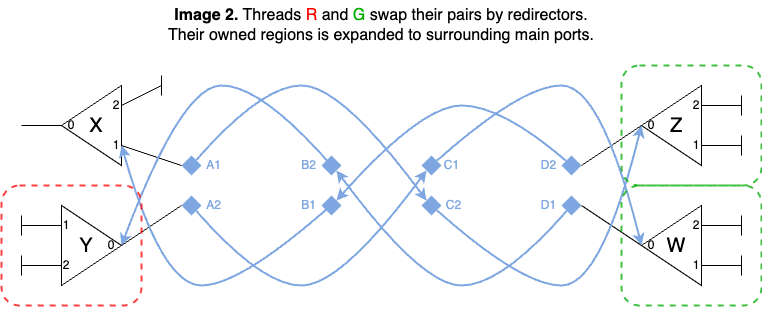 Image 2. Threads R and G swap their pairs by redirectors.
Their owned regions is expanded to surrounding main ports.
2
0 X
1
A1
B2
C1
D2
2
0 Z
1
A2
B1
C2
D1
1
Y 0
2
2
0 W
1